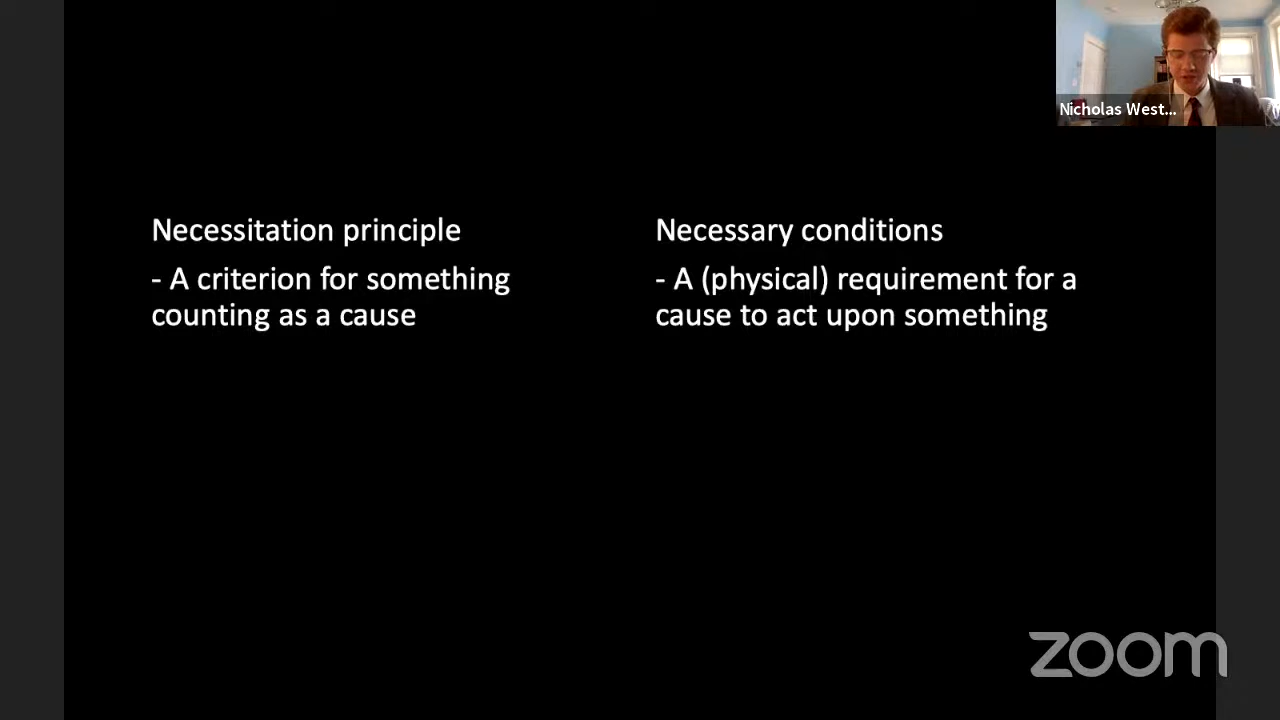 Nicholas West...
Necessitation principle
- A criterion for something
counting as a cause
Necessary conditions
- A (physical) requirement for a
cause to act upon something
zoom